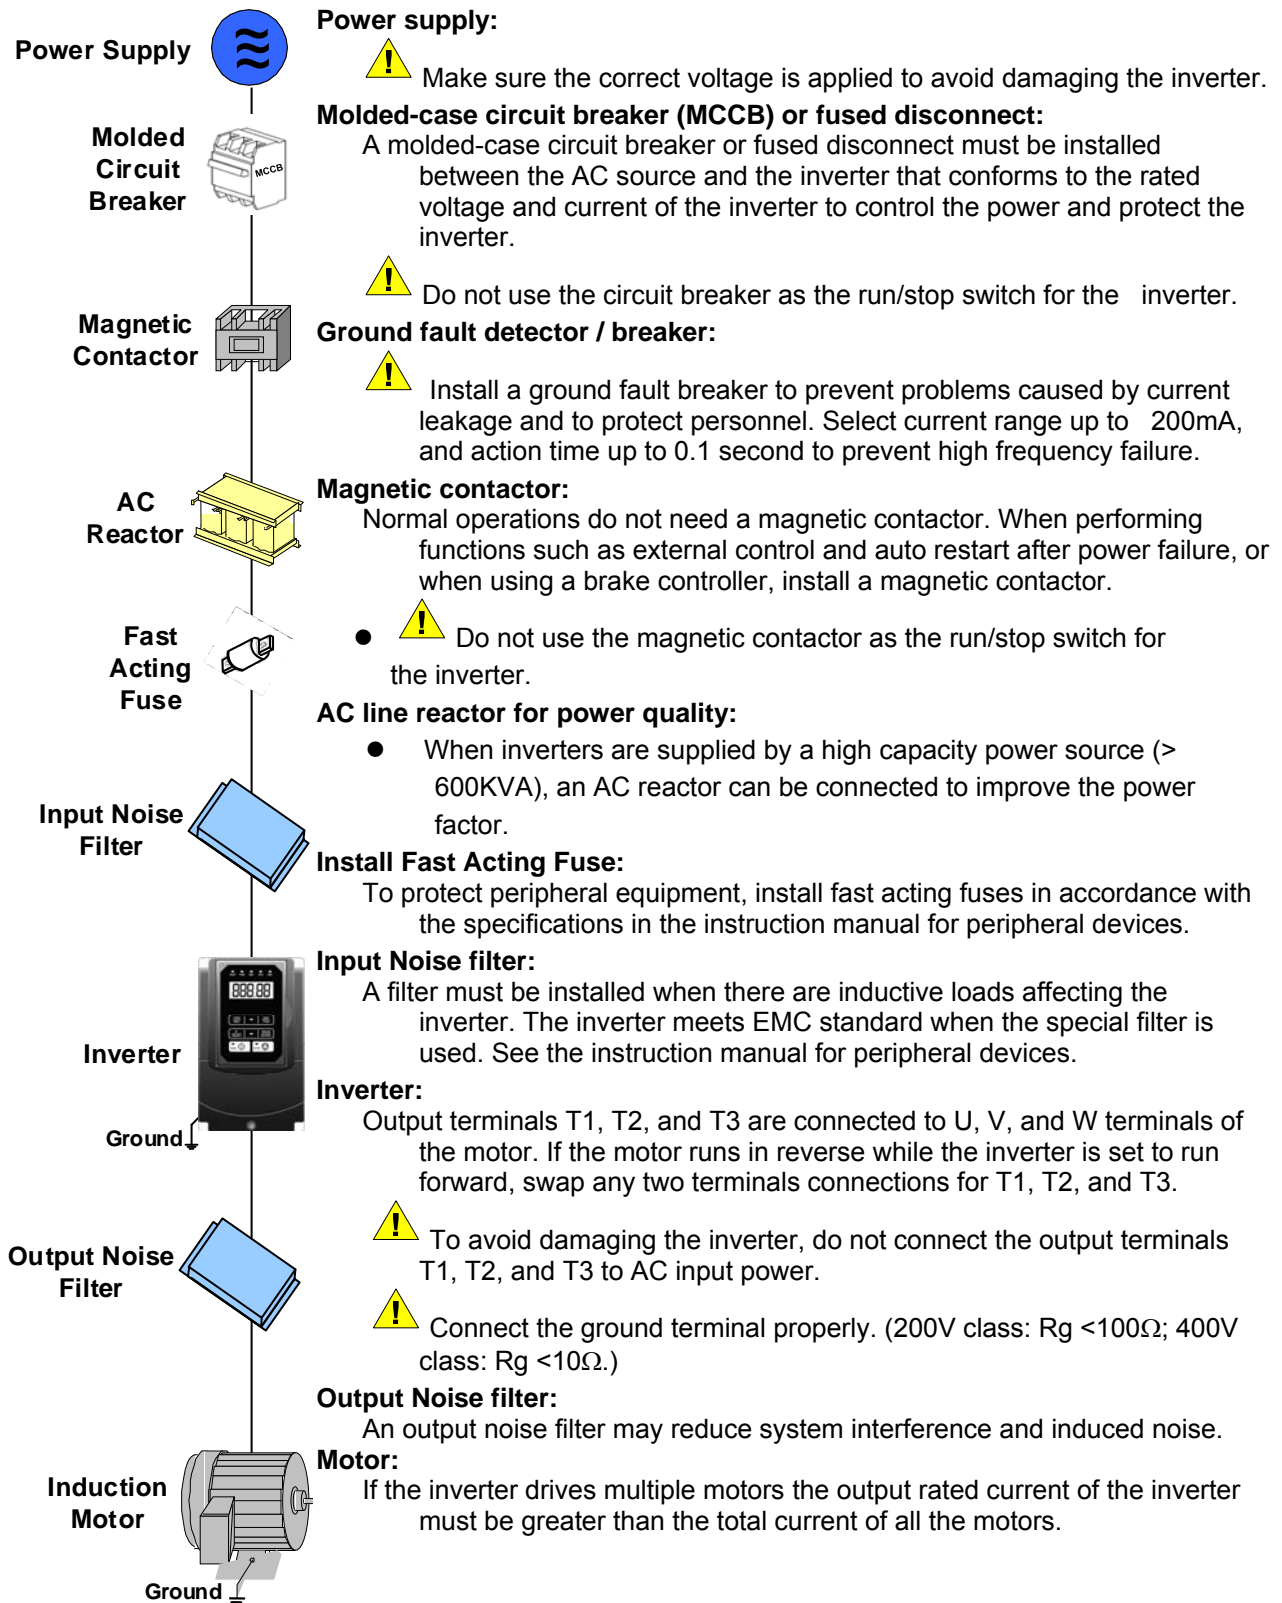 Power Supply
Molded
Circuit
Breaker
MCCB
Magnetic
Contactor
AC
Reactor
Fast
Acting
Fuse
Input Noise
Filter
Inverter
Ground
Output Noise
Filter
Induction
Motor
Ground
Power supply:
! Make sure the correct voltage is applied to avoid damaging the inverter.
Molded-case circuit breaker (MCCB) or fused disconnect:
A molded-case circuit breaker or fused disconnect must be installed
between the AC source and the inverter that conforms to the rated
voltage and current of the inverter to control the power and protect the
inverter.
! Do not use the circuit breaker as the run/stop switch for the inverter.
Ground fault detector / breaker:
! Install a ground fault breaker to prevent problems caused by current
leakage and to protect personnel. Select current range up to 200mA,
and action time up to 0.1 second to prevent high frequency failure.
Magnetic contactor:
Normal operations do not need a magnetic contactor. When performing
functions such as external control and auto restart after power failure, or
when using a brake controller, install a magnetic contactor.
● ! Do not use the magnetic contactor as the run/stop switch for
the inverter.
AC line reactor for power quality:
● When inverters are supplied by a high capacity power source (>
600KVA), an AC reactor can be connected to improve the power
factor.
Install Fast Acting Fuse:
To protect peripheral equipment, install fast acting fuses in accordance with
the specifications in the instruction manual for peripheral devices.
Input Noise filter:
A filter must be installed when there are inductive loads affecting the
inverter. The inverter meets EMC standard when the special filter is
used. See the instruction manual for peripheral devices.
Inverter:
Output terminals T1, T2, and T3 are connected to U, V, and W terminals of
the motor. If the motor runs in reverse while the inverter is set to run
forward, swap any two terminals connections for T1, T2, and T3.
! To avoid damaging the inverter, do not connect the output terminals
T1, T2, and T3 to AC input power.
! Connect the ground terminal properly. (200V class: Rg <100Ω; 400V
class: Rg <10Ω.)
Output Noise filter:
An output noise filter may reduce system interference and induced noise.
Motor:
If the inverter drives multiple motors the output rated current of the inverter
must be greater than the total current of all the motors.